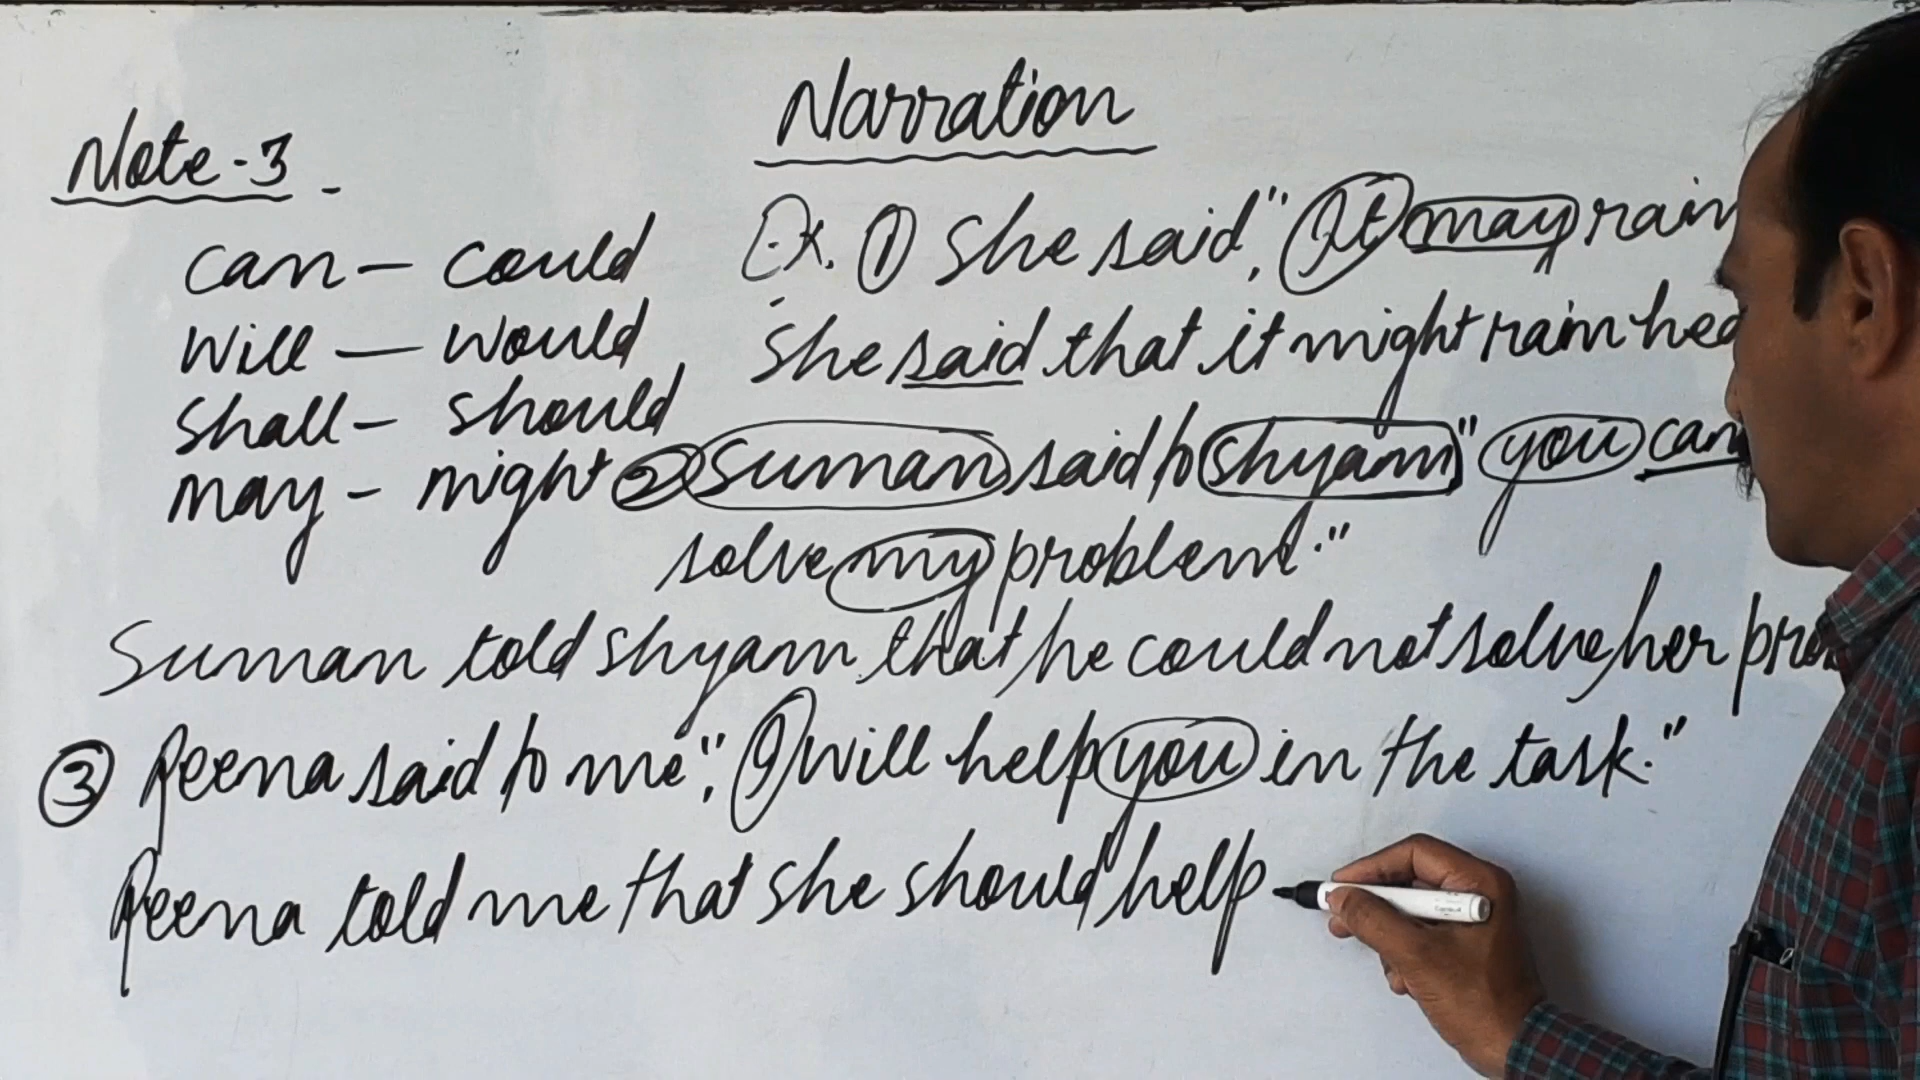 Narration
Note-3
can - could
Will - Would
Shall - Should
may - might
Ex. ① She said, "It may rain
She said that it might rain hea
② Suman said to Shyam" you can
solve my problem."
Suman told Shyam that he could not solve her pro
③ Reena said to me", I will help you in the task."
Reena told me that she should help